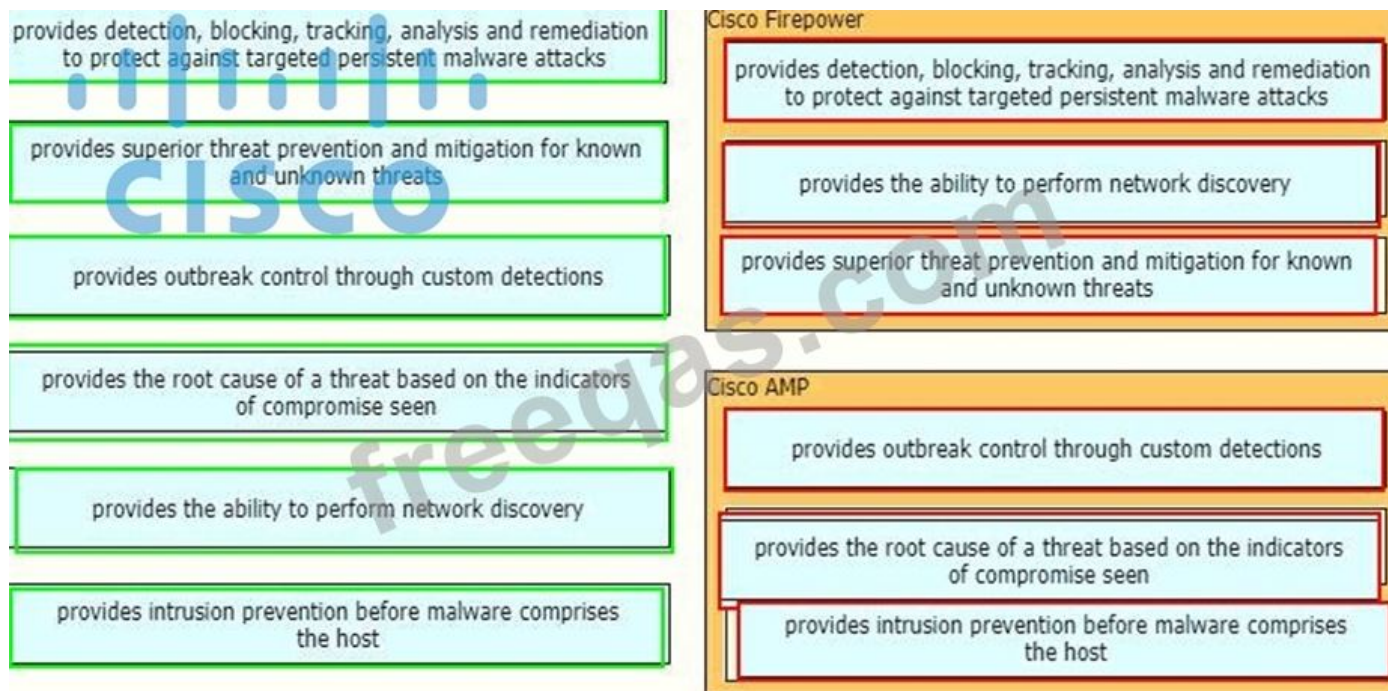 provides detection, blocking, tracking, analysis and remediation
to protect against targeted persistent malware attacks
CISCO
provides superior threat prevention and mitigation for known
and unknown threats
provides outbreak control through custom detections
provides the root cause of a threat based on the indicators
of compromise seen
provides the ability to perform network discovery
provides intrusion prevention before malware comprises
the host
Cisco Firepower
provides detection, blocking, tracking, analysis and remediation
to protect against targeted persistent malware attacks
provides the ability to perform network discovery
provides superior threat prevention and mitigation for known
and unknown threats
Cisco AMP
provides outbreak control through custom detections
provides the root cause of a threat based on the indicators
of compromise seen
provides intrusion prevention before malware comprises
the host
freeqas.com